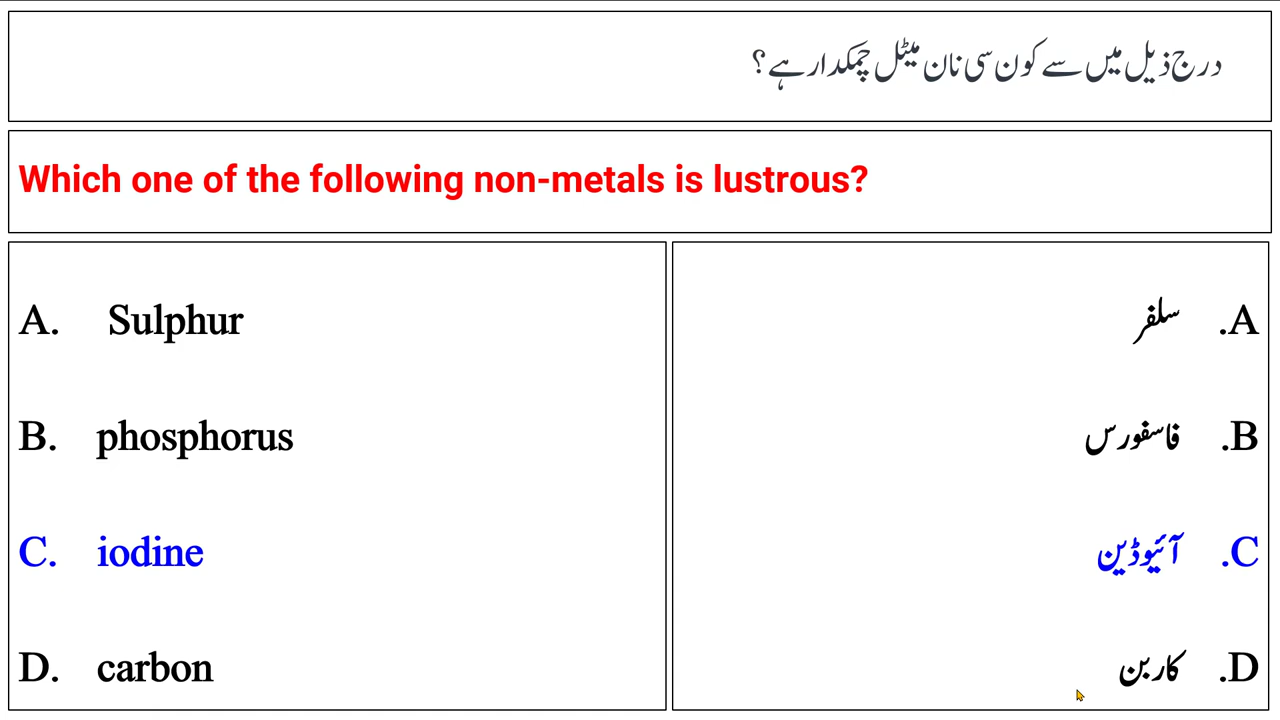 درج ذیل میں سے کون سی نان میٹل چمکدار ہے؟
Which one of the following non-metals is lustrous?
A. Sulphur
B. phosphorus
C. iodine
D. carbon
A. سلفر
B. فاسفورس
C. آئیوڈین
D. کاربن